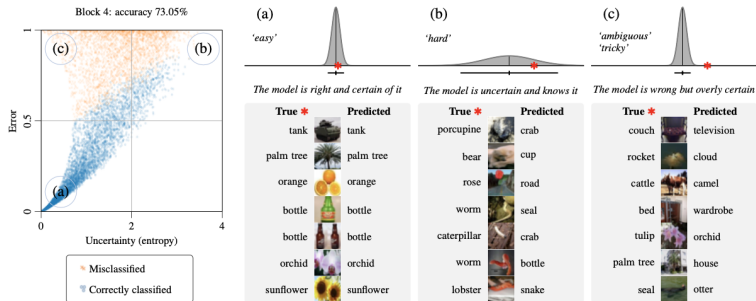 Block 4: accuracy 73.05%
1
(c)
(b)
Error
0.5
(a)
0
0
2
4
Uncertainty (entropy)
Misclassified
Correctly classified
(a)
'easy'
The model is right and certain of it
True * Predicted
tank tank
palm tree palm tree
orange orange
bottle bottle
bottle bottle
orchid orchid
sunflower sunflower
(b)
'hard'
The model is uncertain and knows it
True * Predicted
porcupine crab
bear cup
rose road
worm seal
caterpillar crab
worm bottle
lobster snake
(c)
'ambiguous'
'tricky'
The model is wrong but overly certain
True * Predicted
couch television
rocket cloud
cattle camel
bed wardrobe
tulip orchid
palm tree house
seal otter